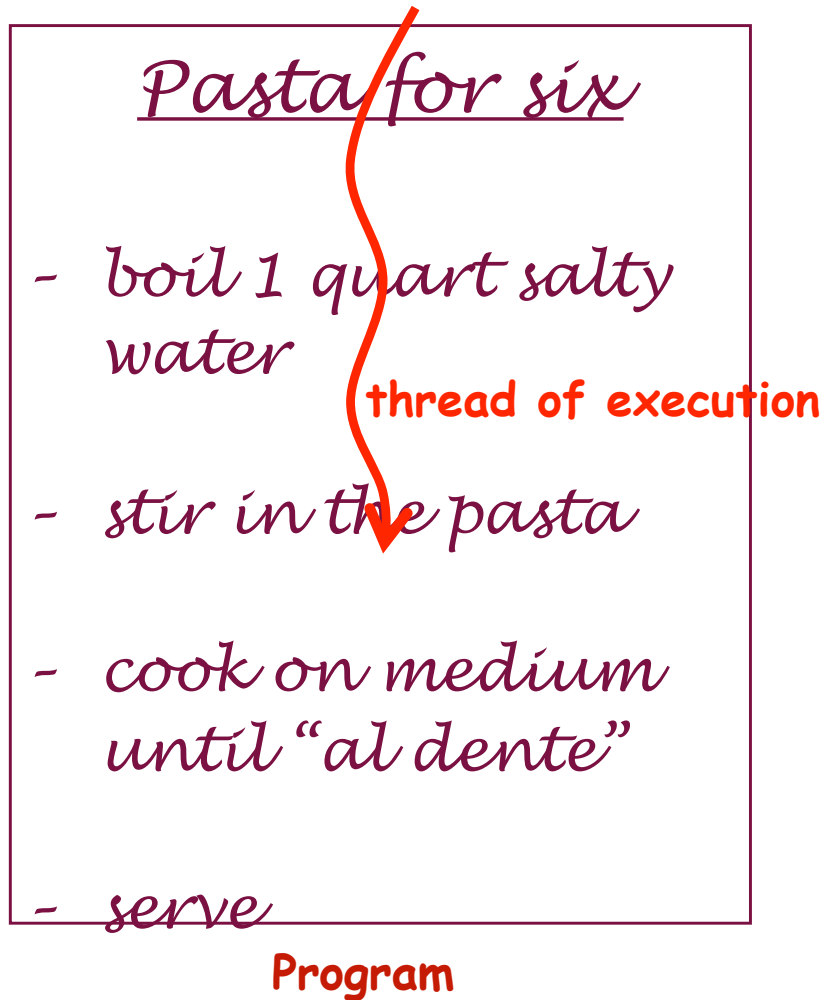 Pasta for six
- boil 1 quart salty
water
thread of execution
- stir in the pasta
- cook on medium
until “al dente”
- serve
Program